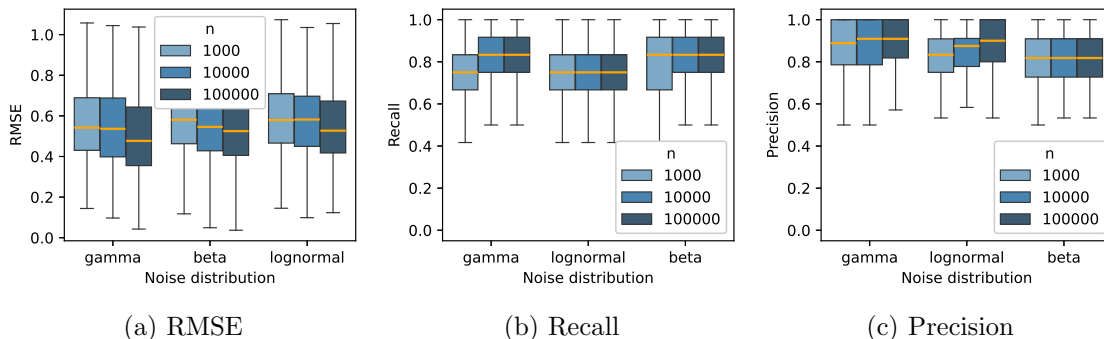 RMSE
1.0
0.8
0.6
0.4
0.2
0.0
n
1000
10000
100000
gamma
beta
lognormal
Noise distribution
(a) RMSE
Recall
1.0
0.8
0.6
0.4
0.2
0.0
n
1000
10000
100000
gamma
lognormal
beta
Noise distribution
(b) Recall
Precision
1.0
0.8
0.6
0.4
0.2
0.0
n
1000
10000
100000
gamma
lognormal
beta
Noise distribution
(c) Precision